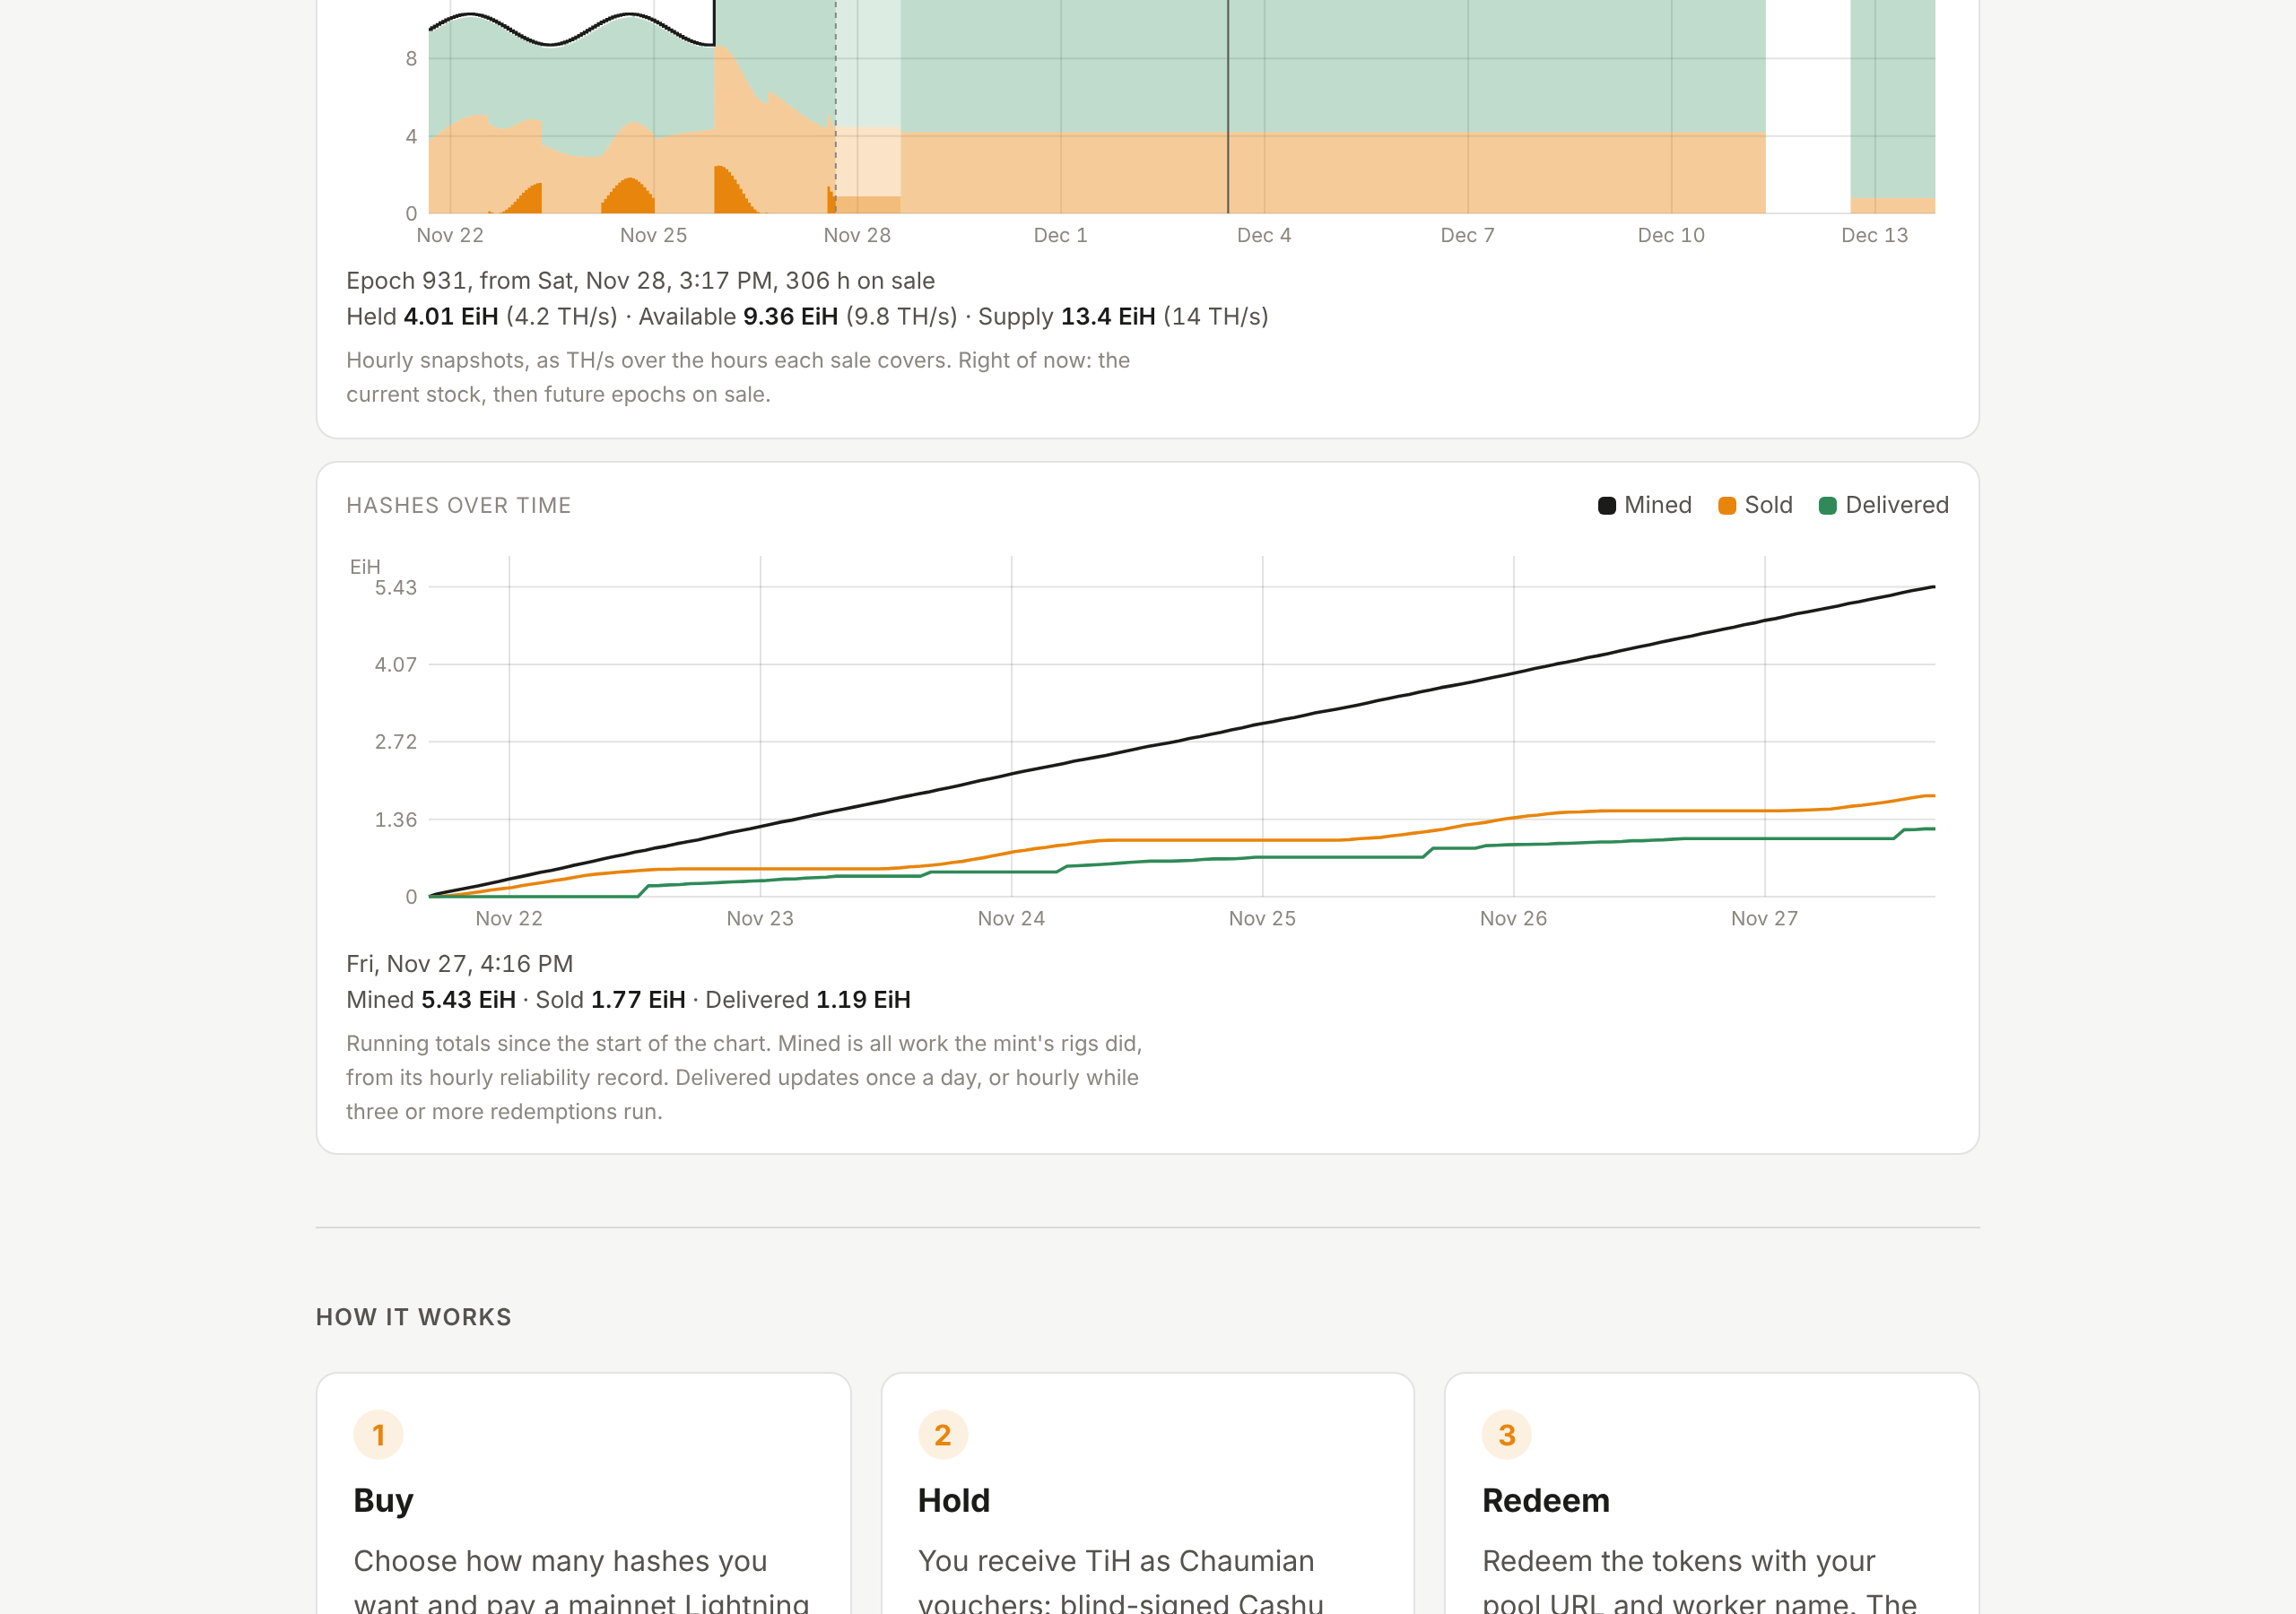 8
4
0
Nov 22 Nov 25 Nov 28 Dec 1 Dec 4 Dec 7 Dec 10 Dec 13
Epoch 931, from Sat, Nov 28, 3:17 PM, 306 h on sale
Held 4.01 EiH (4.2 TH/s) · Available 9.36 EiH (9.8 TH/s) · Supply 13.4 EiH (14 TH/s)
Hourly snapshots, as TH/s over the hours each sale covers. Right of now: the
current stock, then future epochs on sale.
HASHES OVER TIME
Mined Sold Delivered
EiH
5.43
4.07
2.72
1.36
0
Nov 22 Nov 23 Nov 24 Nov 25 Nov 26 Nov 27
Fri, Nov 27, 4:16 PM
Mined 5.43 EiH · Sold 1.77 EiH · Delivered 1.19 EiH
Running totals since the start of the chart. Mined is all work the mint's rigs did,
from its hourly reliability record. Delivered updates once a day, or hourly while
three or more redemptions run.
HOW IT WORKS
1
Buy
Choose how many hashes you
want and pay a mainnet Lightning
2
Hold
You receive TiH as Chaumian
vouchers: blind-signed Cashu
3
Redeem
Redeem the tokens with your
pool URL and worker name. The